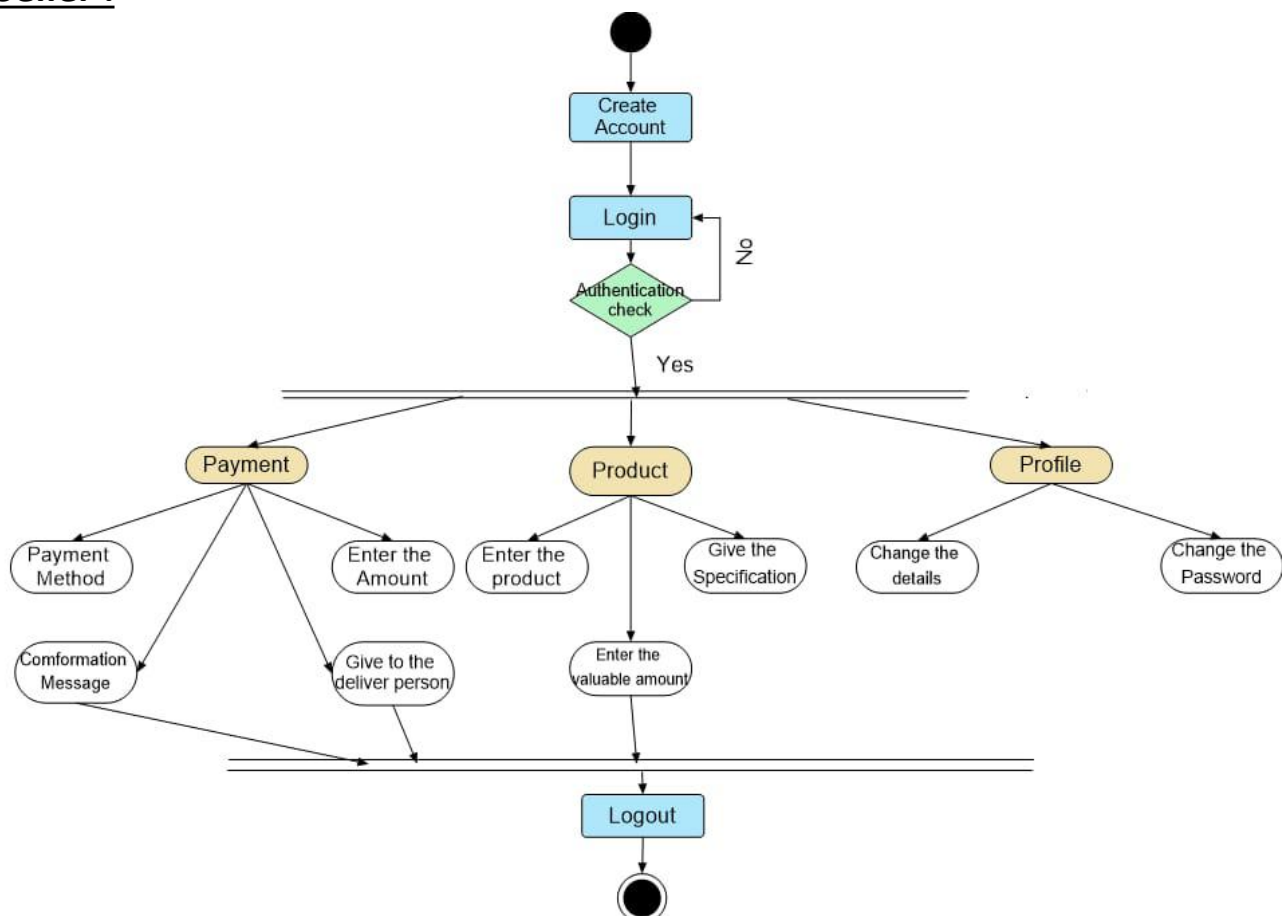 Create
Account
Login
No
Authentication
check
Yes
Payment
Product
Profile
Payment
Method
Enter the
Amount
Enter the
product
Give the
Specification
Change the
details
Change the
Password
Comformation
Message
Give to the
deliver person
Enter the
valuable amount
Logout